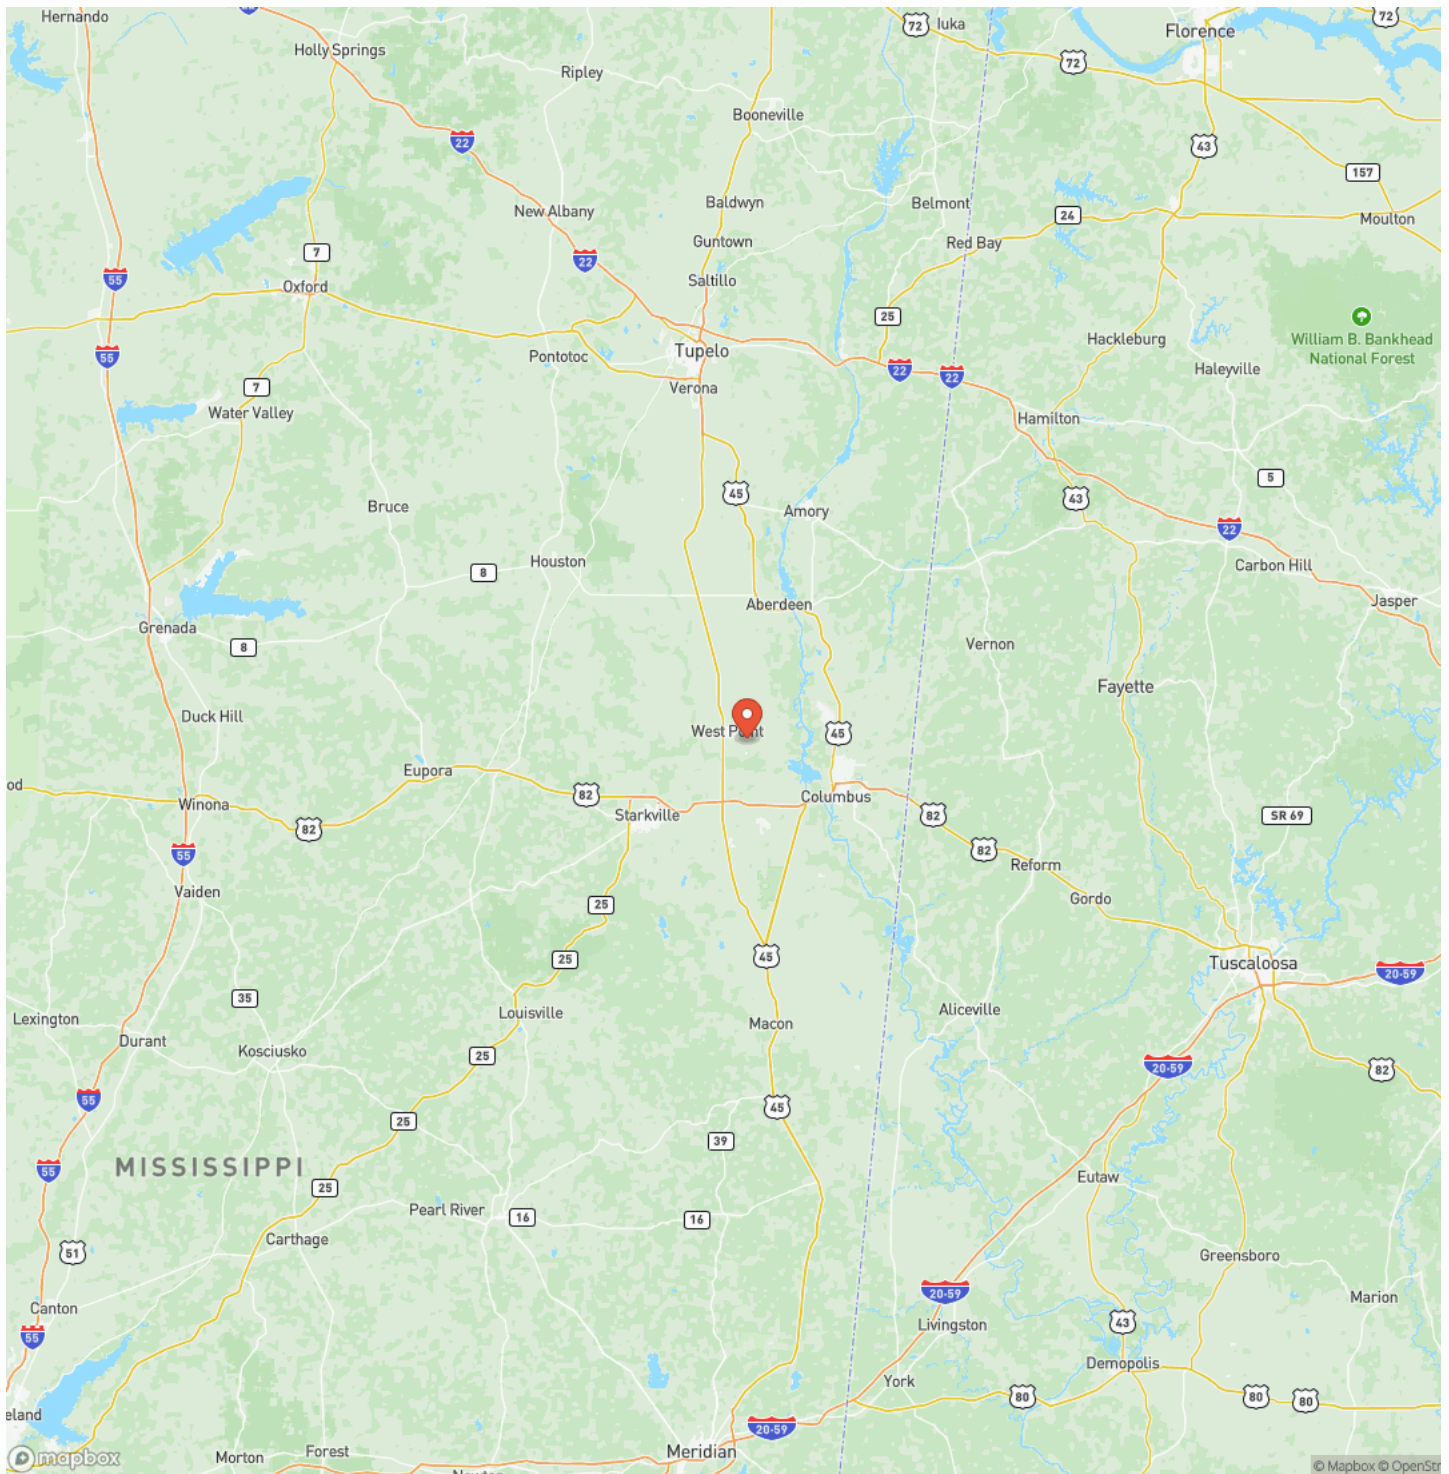 Hernando
72
Iuka
Florence
72
Holly Springs
72
Ripley
Booneville
22
43
157
Baldwyn
Belmont
New Albany
24
Moulton
Guntown
Red Bay
7
22
Saltillo
55
Oxford
25
William B. Bankhead
National Forest
Hackleburg
55
Pontotoc
Tupelo
22
22
Haleyville
7
Verona
Water Valley
Hamilton
5
45
43
Bruce
Amory
22
Houston
8
Carbon Hill
Aberdeen
Jasper
Grenada
8
Vernon
Fayette
Duck Hill
West Point
45
Eupora
od
82
Columbus
Winona
Starkville
82
SR 69
82
82
55
Reform
Vaiden
25
Gordo
45
25
Tuscaloosa
20-59
35
Lexington
Louisville
Aliceville
Macon
Durant
Kosciusko
25
20-59
82
55
45
25
39
MISSISSIPPI
55
Eutaw
25
Pearl River
16
16
Carthage
51
Greensboro
20-59
Marion
Canton
43
Livingston
55
Demopolis
York
80
80
80
eland
20-59
Forest
Meridian
Morton
mapbox
© Mapbox © OpenStr